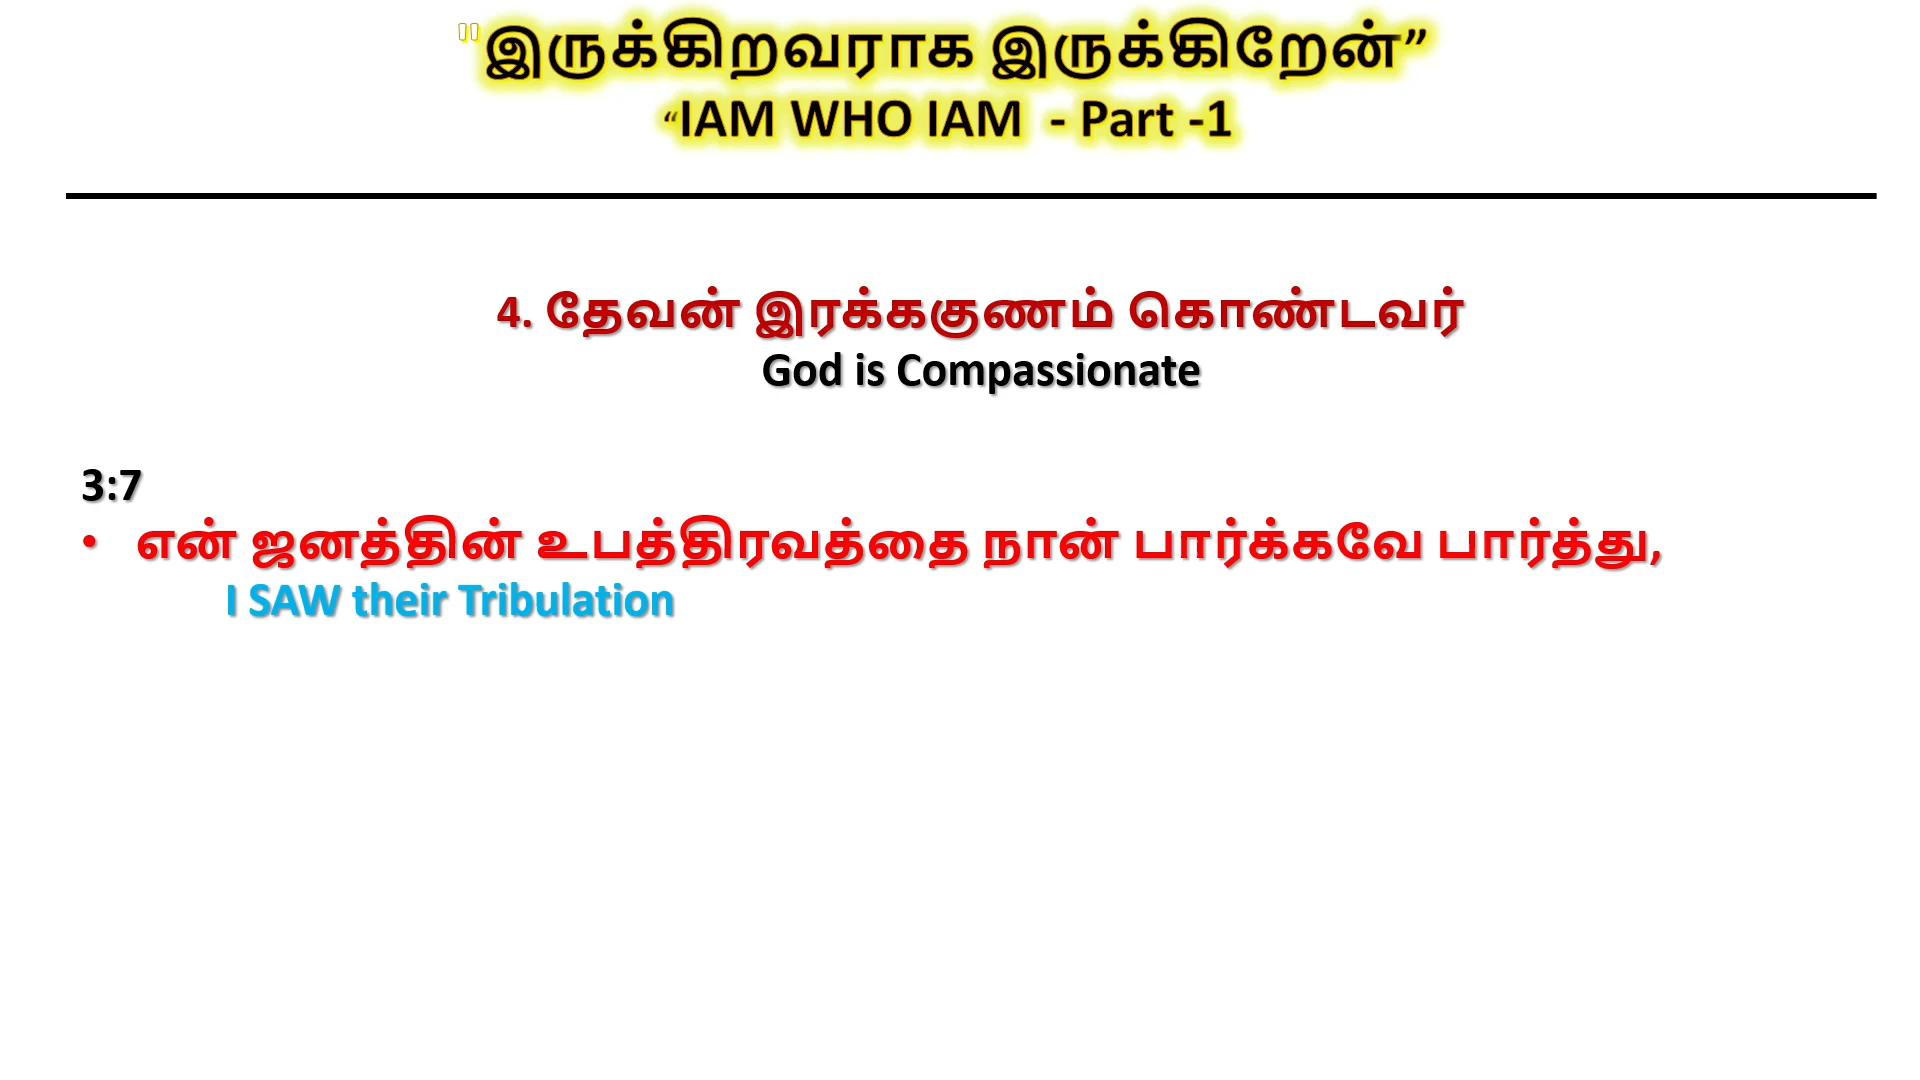 "இருக்கிறவராக இருக்கிறேன்”
“IAM WHO IAM - Part -1
4. தேவன் இரக்ககுணம் கொண்டவர்
God is Compassionate
3:7
• என் ஜனத்தின் உபத்திரவத்தை நான் பார்க்கவே பார்த்து,
I SAW their Tribulation